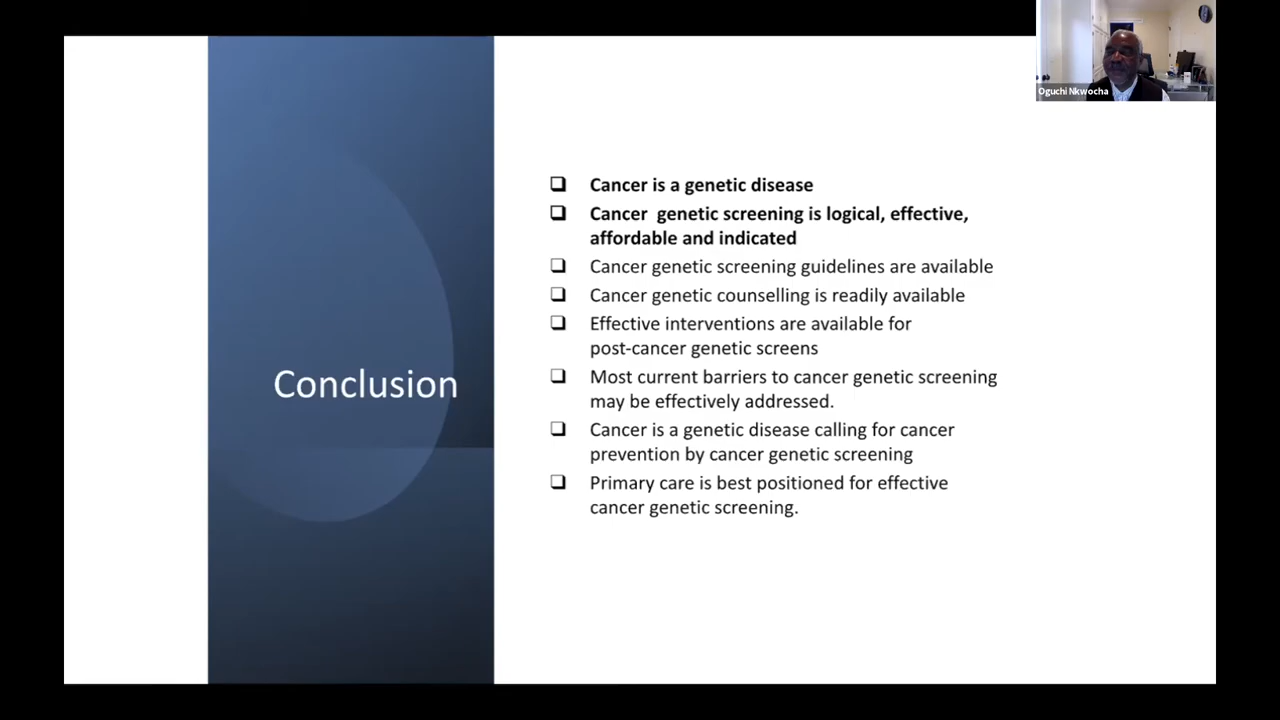 Oguchi Nkwocha
Conclusion
Cancer is a genetic disease
Cancer genetic screening is logical, effective,
affordable and indicated
Cancer genetic screening guidelines are available
Cancer genetic counselling is readily available
Effective interventions are available for
post-cancer genetic screens
Most current barriers to cancer genetic screening
may be effectively addressed.
Cancer is a genetic disease calling for cancer
prevention by cancer genetic screening
Primary care is best positioned for effective
cancer genetic screening.